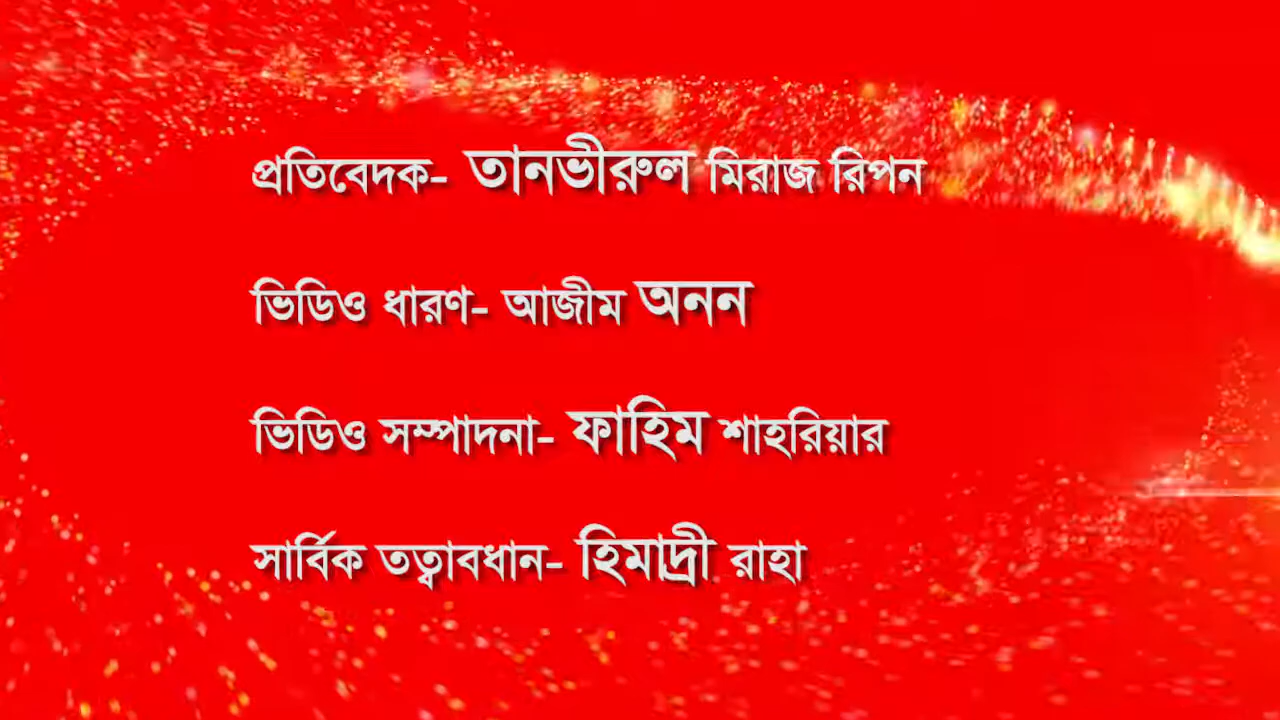 প্রতিবেদক- তানভীরুল মিরাজ রিপন
ভিডিও ধারণ- আজীম অনন
ভিডিও সম্পাদনা- ফাহিম শাহরিয়ার
সার্বিক তত্বাবধান- হিমাদ্রী রাহা